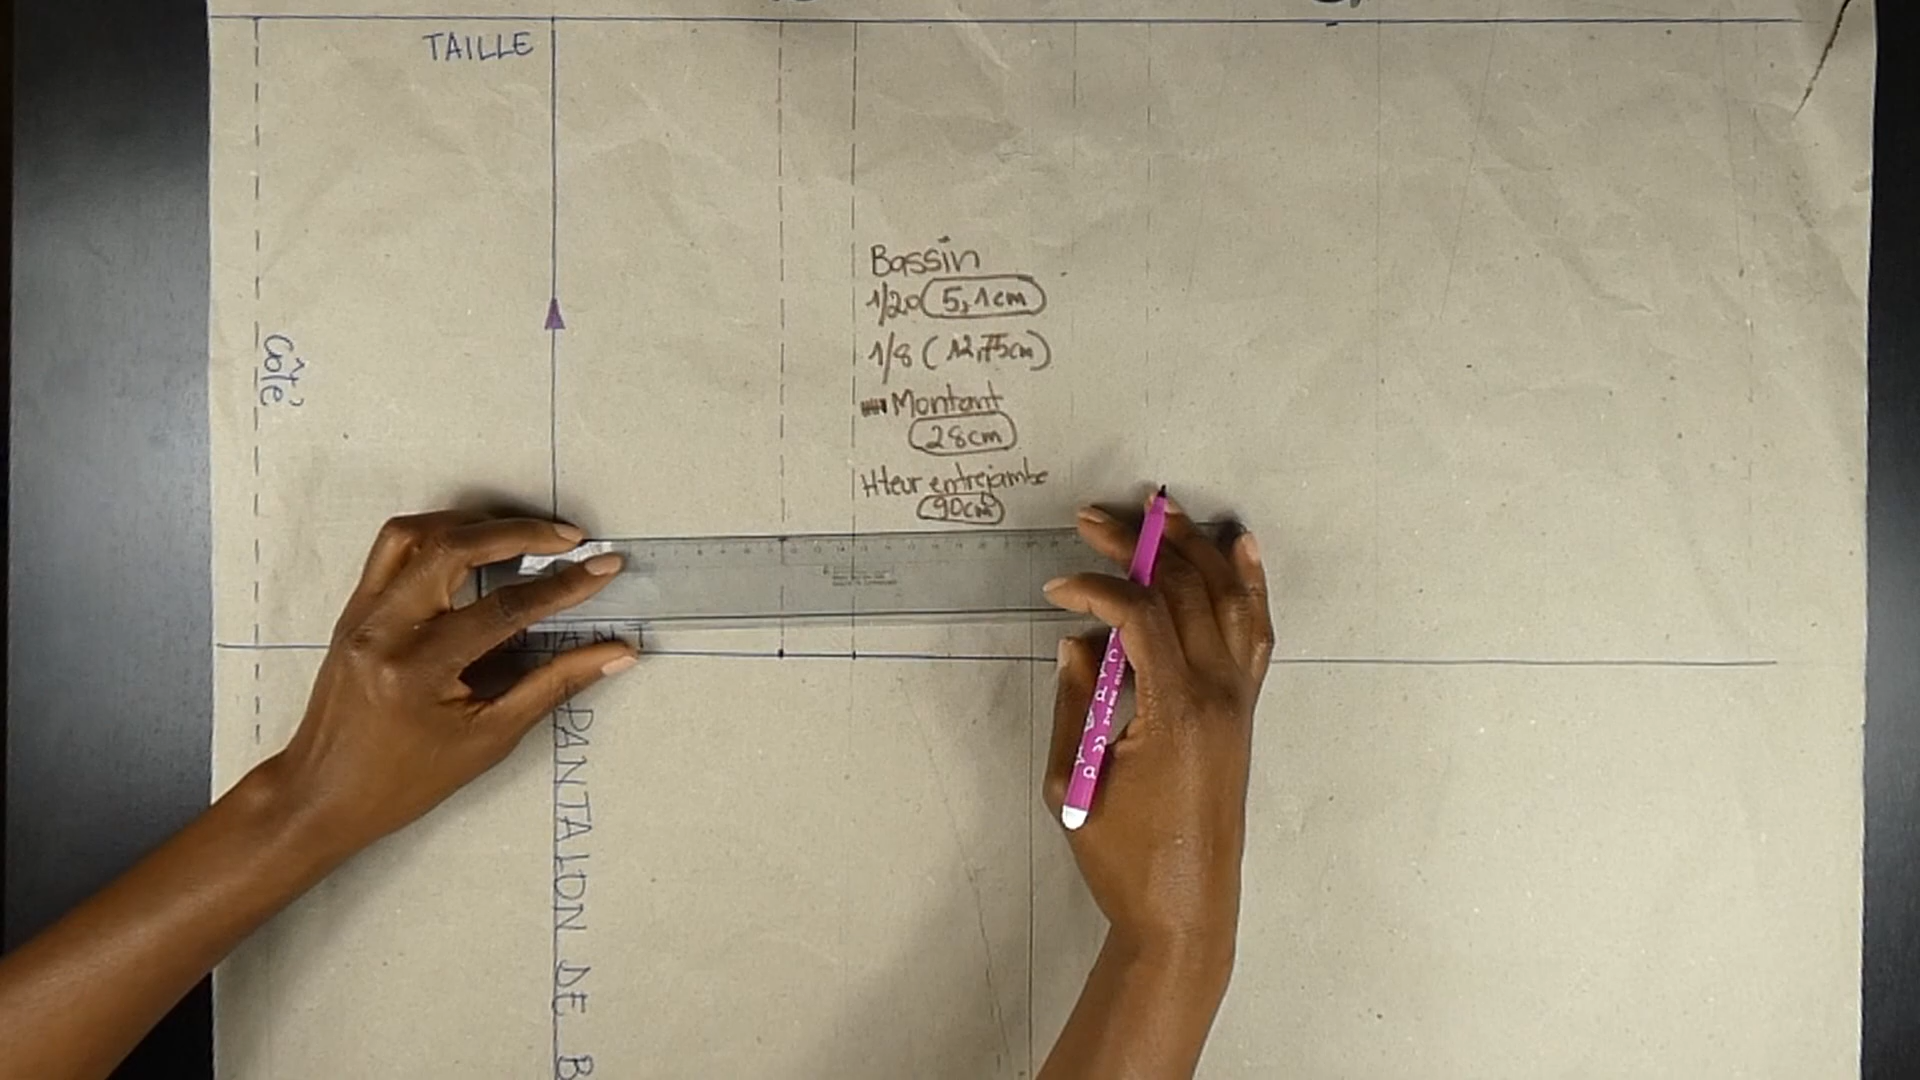 TAILLE
Côté
Bassin
1/20 5,1cm
1/8 (12,75cm)
Montant
28cm
Hteur entrejambe
90cm
PANTALON DE B